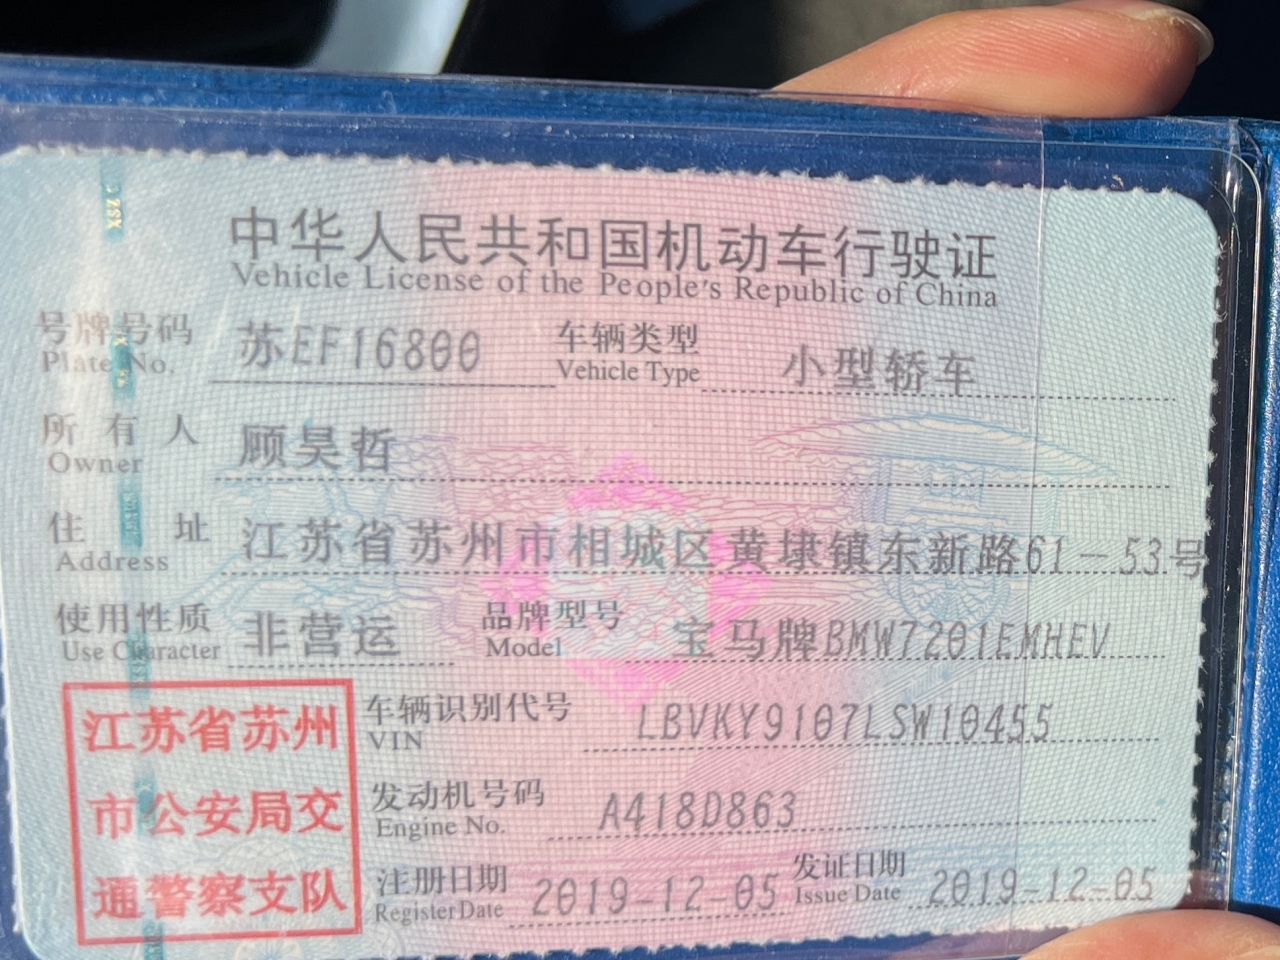 中华人民共和国机动车行驶证
Vehicle License of the People's Republic of China
号牌号码 苏EF16800 车辆类型 小型轿车
Plate No. Vehicle Type
所有人 顾昊哲
Owner
住址 江苏省苏州市相城区黄埭镇东新路61--53号
Address
使用性质 非营运 品牌型号 宝马牌BMW7201EMHEV
Use Character Model
车辆识别代号 LBVKY9107LSW10455
VIN
发动机号码 A418D863
Engine No.
注册日期 2019-12-05 发证日期 2019-12-05
Register Date Issue Date
江苏省苏州
市公安局交
通警察支队